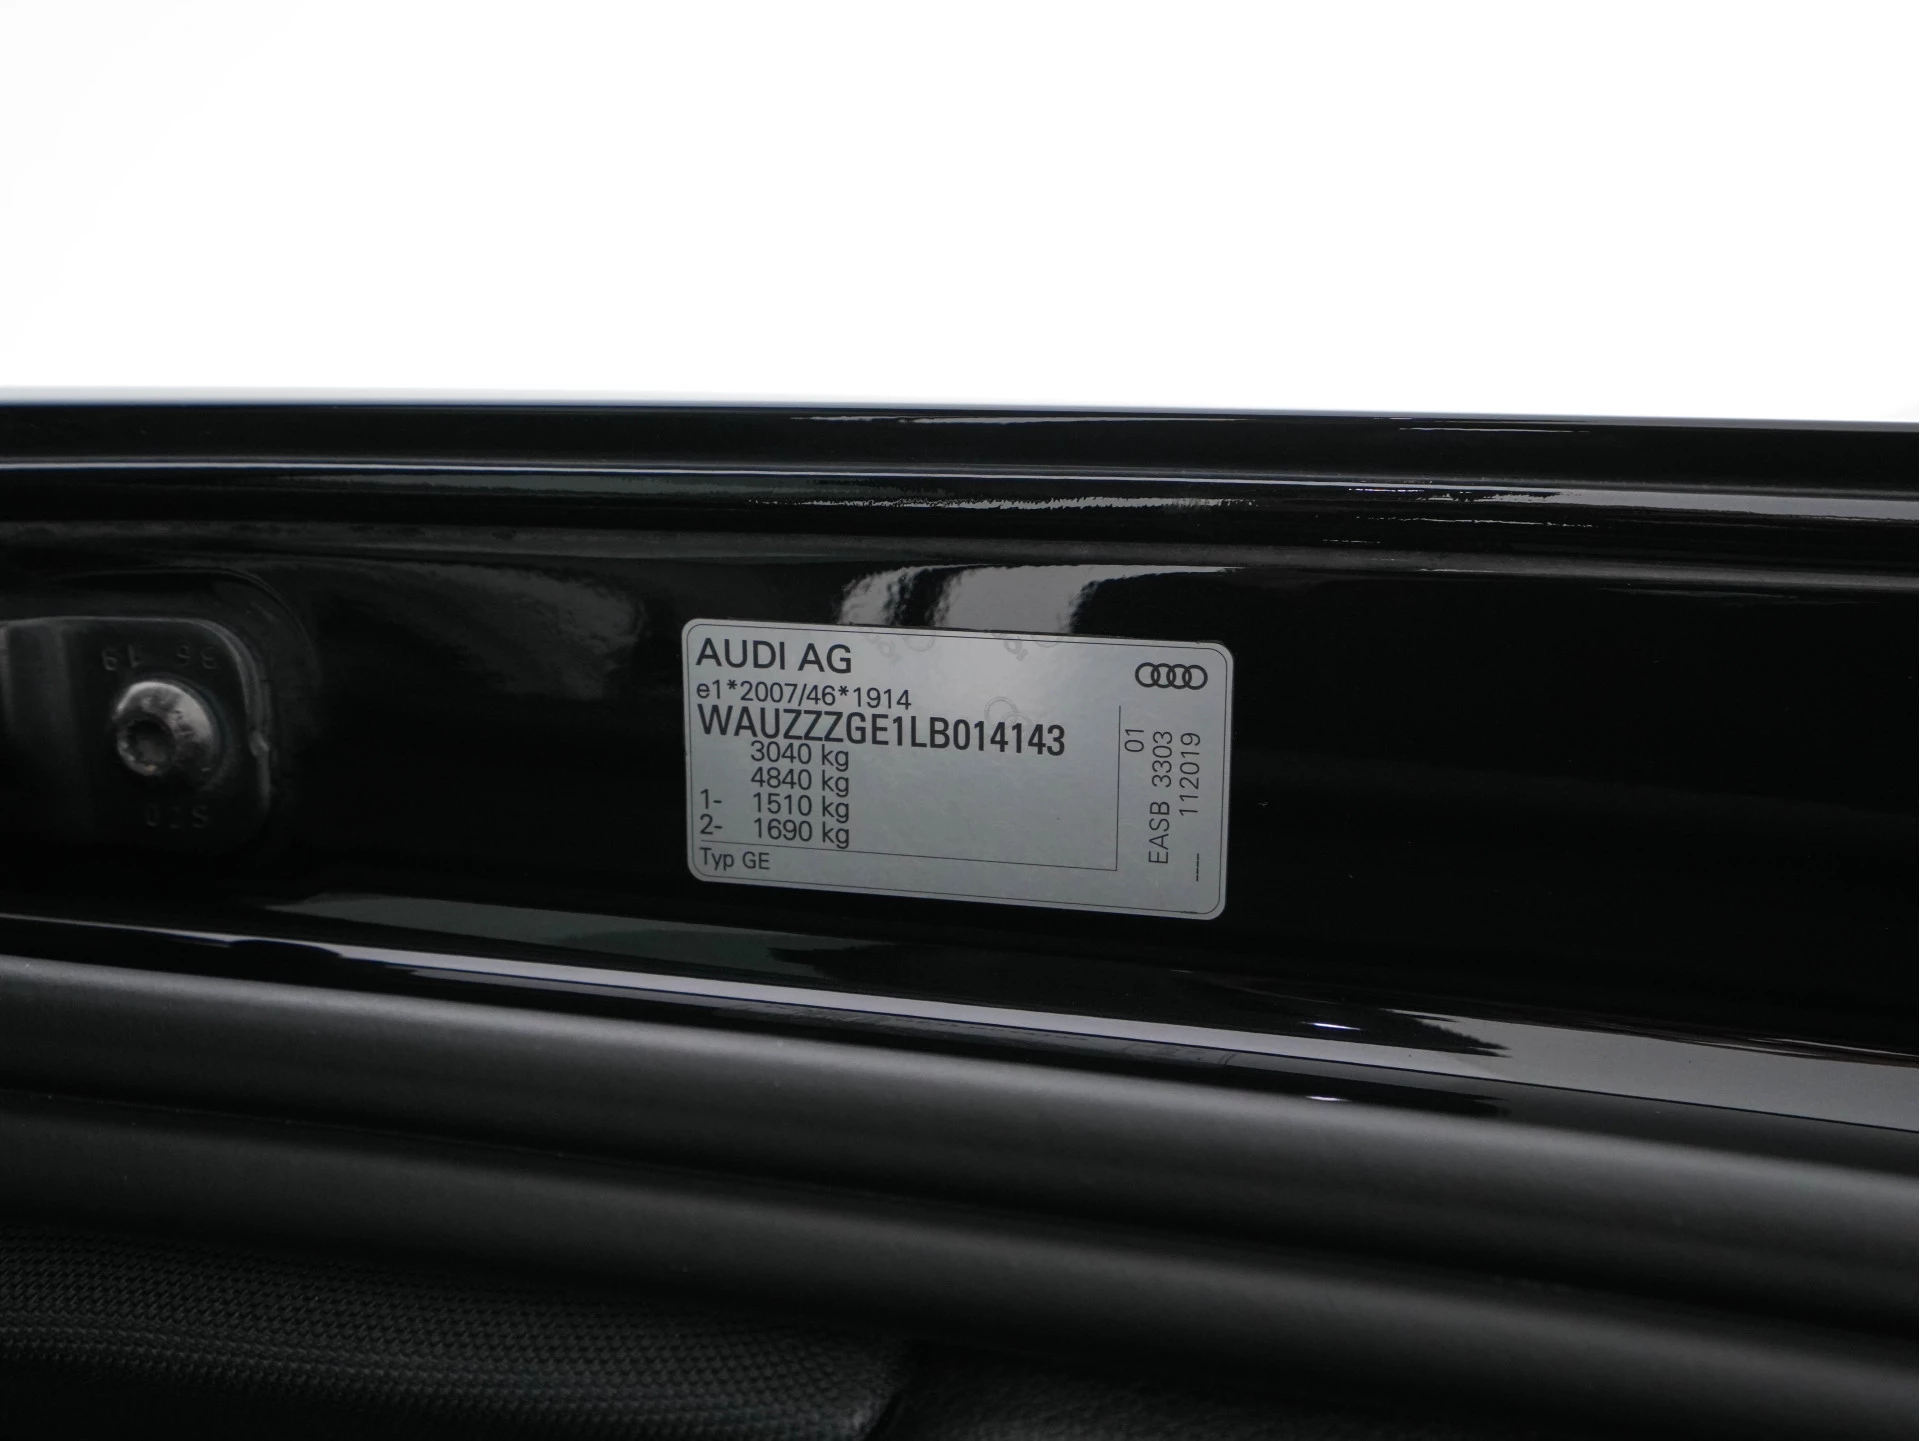 AUDI AG
e1*2007/46*1914
WAUZZZGE1LB014143
3040 kg
4840 kg
1- 1510 kg
2- 1690 kg
Typ GE
01
EASB 3303
112019